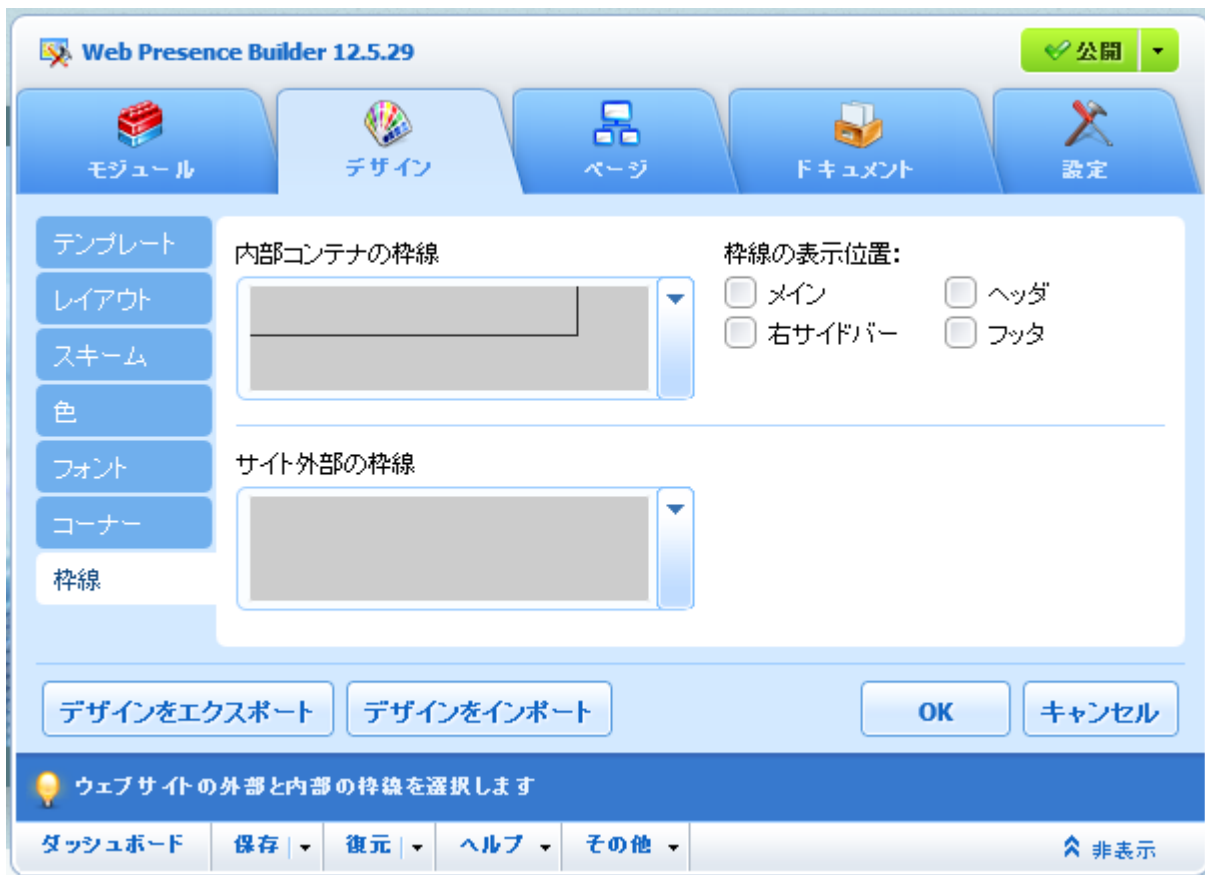 Web Presence Builder 12.5.29
公開
モジュール
デザイン
ページ
ドキュメント
設定
テンプレート
レイアウト
スキーム
色
フォント
コーナー
枠線
内部コンテナの枠線
枠線の表示位置:
メイン
ヘッダ
右サイドバー
フッタ
サイト外部の枠線
デザインをエクスポート
デザインをインポート
OK
キャンセル
ウェブサイトの外部と内部の枠線を選択します
ダッシュボード
保存
復元
ヘルプ
その他
非表示